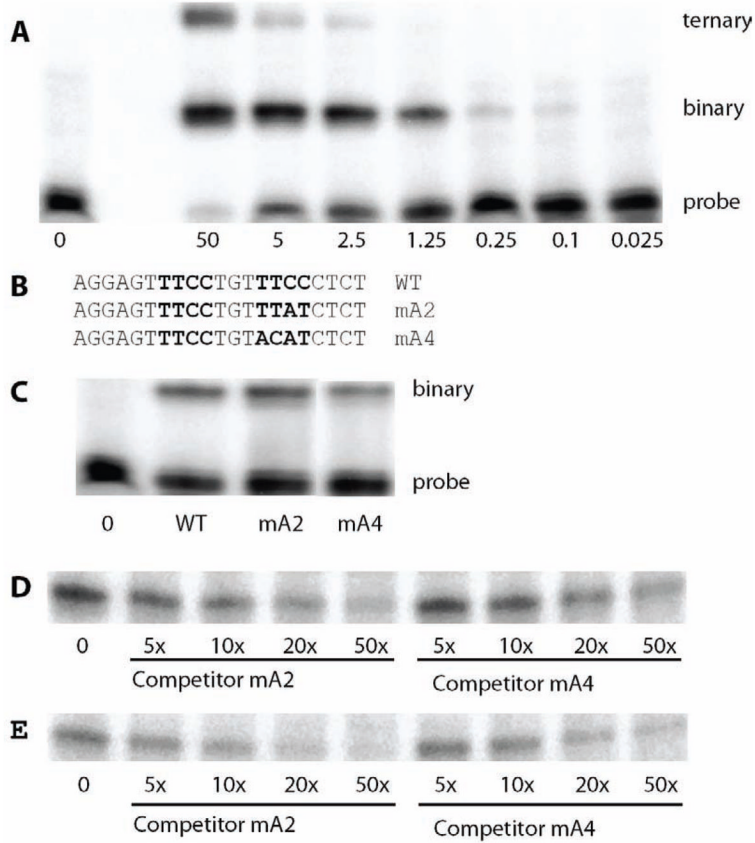 A
ternary
binary
probe
0 50 5 2.5 1.25 0.25 0.1 0.025
B
AGGAGTTTCCTGTTTCCCTCT WT
AGGAGTTTCCTGTTTATCTCT mA2
AGGAGTTTCCTGTACATCTCT mA4
C
binary
probe
0 WT mA2 mA4
D
0 5x 10x 20x 50x 5x 10x 20x 50x
Competitor mA2 Competitor mA4
E
0 5x 10x 20x 50x 5x 10x 20x 50x
Competitor mA2 Competitor mA4